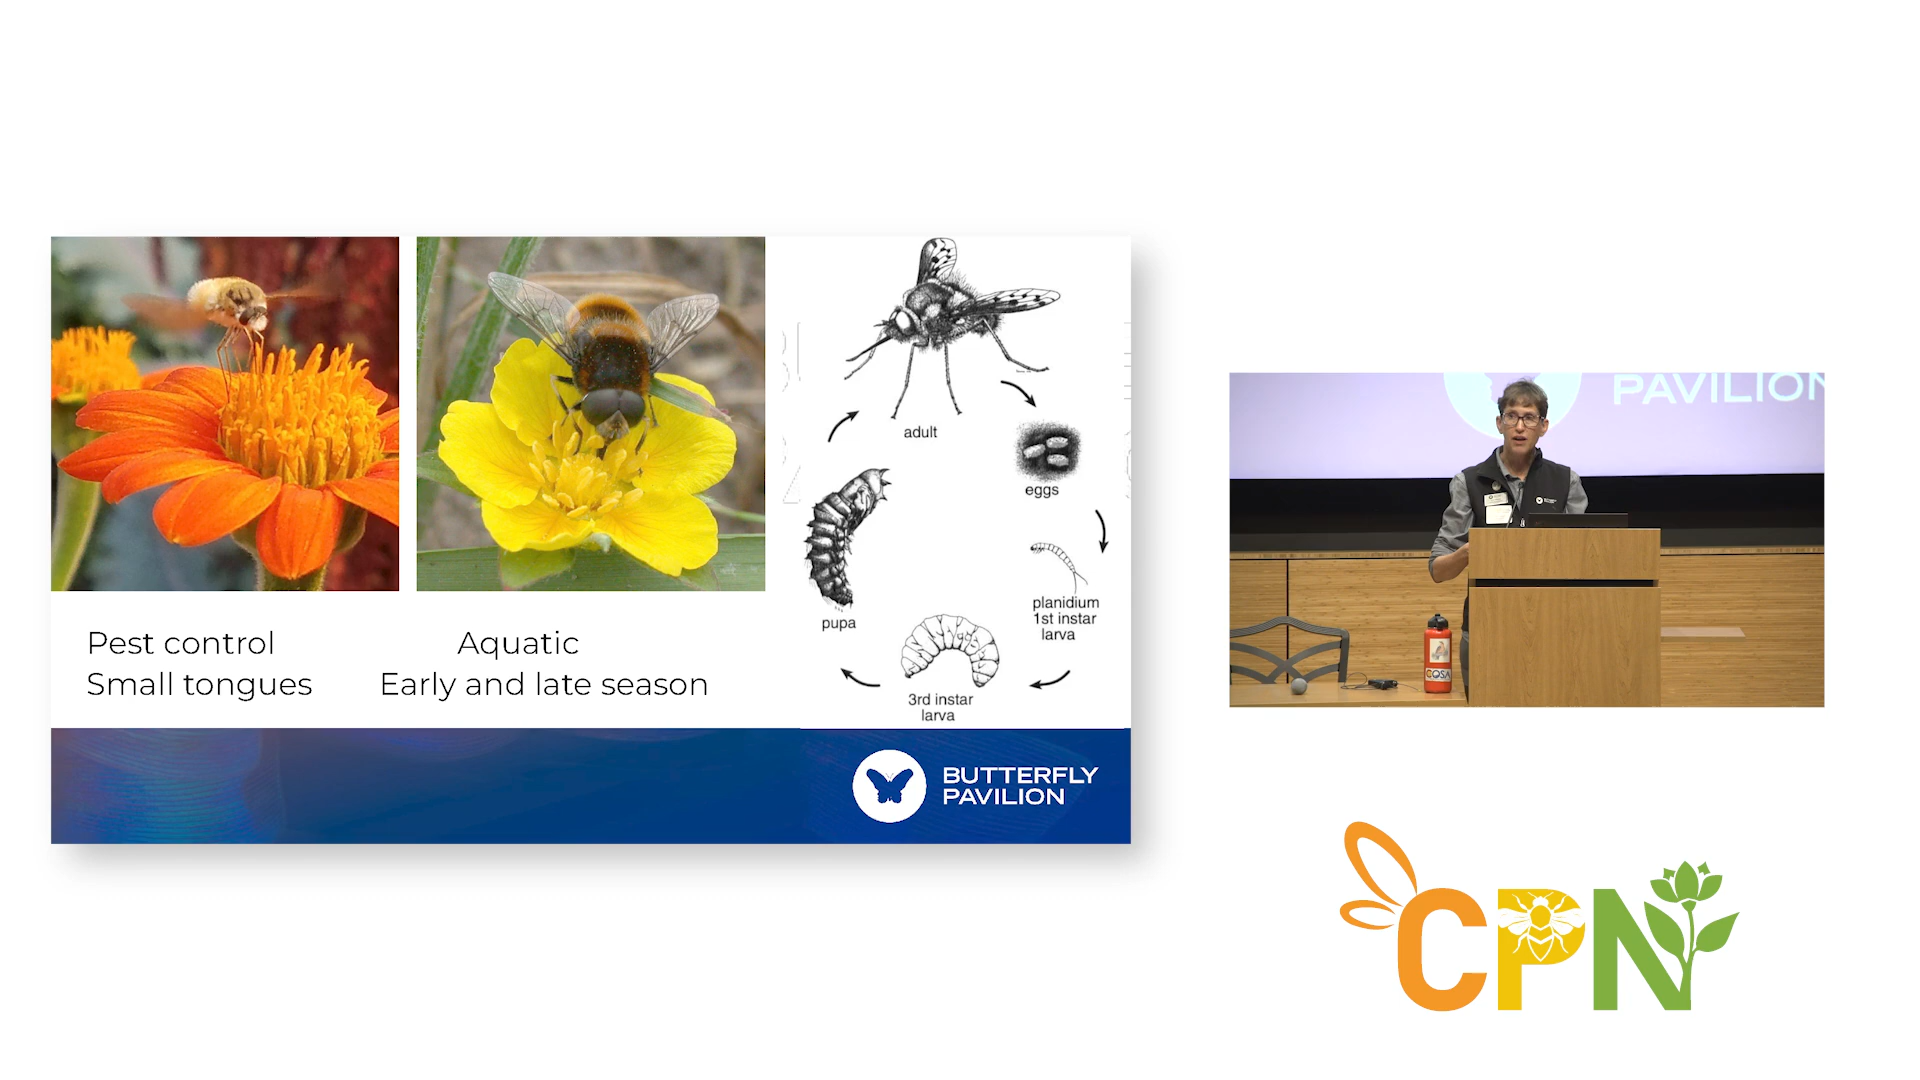 Pest control
Small tongues
Aquatic
Early and late season
adult
eggs
planidium
1st instar
larva
3rd instar
larva
pupa
BUTTERFLY
PAVILION
PAVILION
COSA
CPN